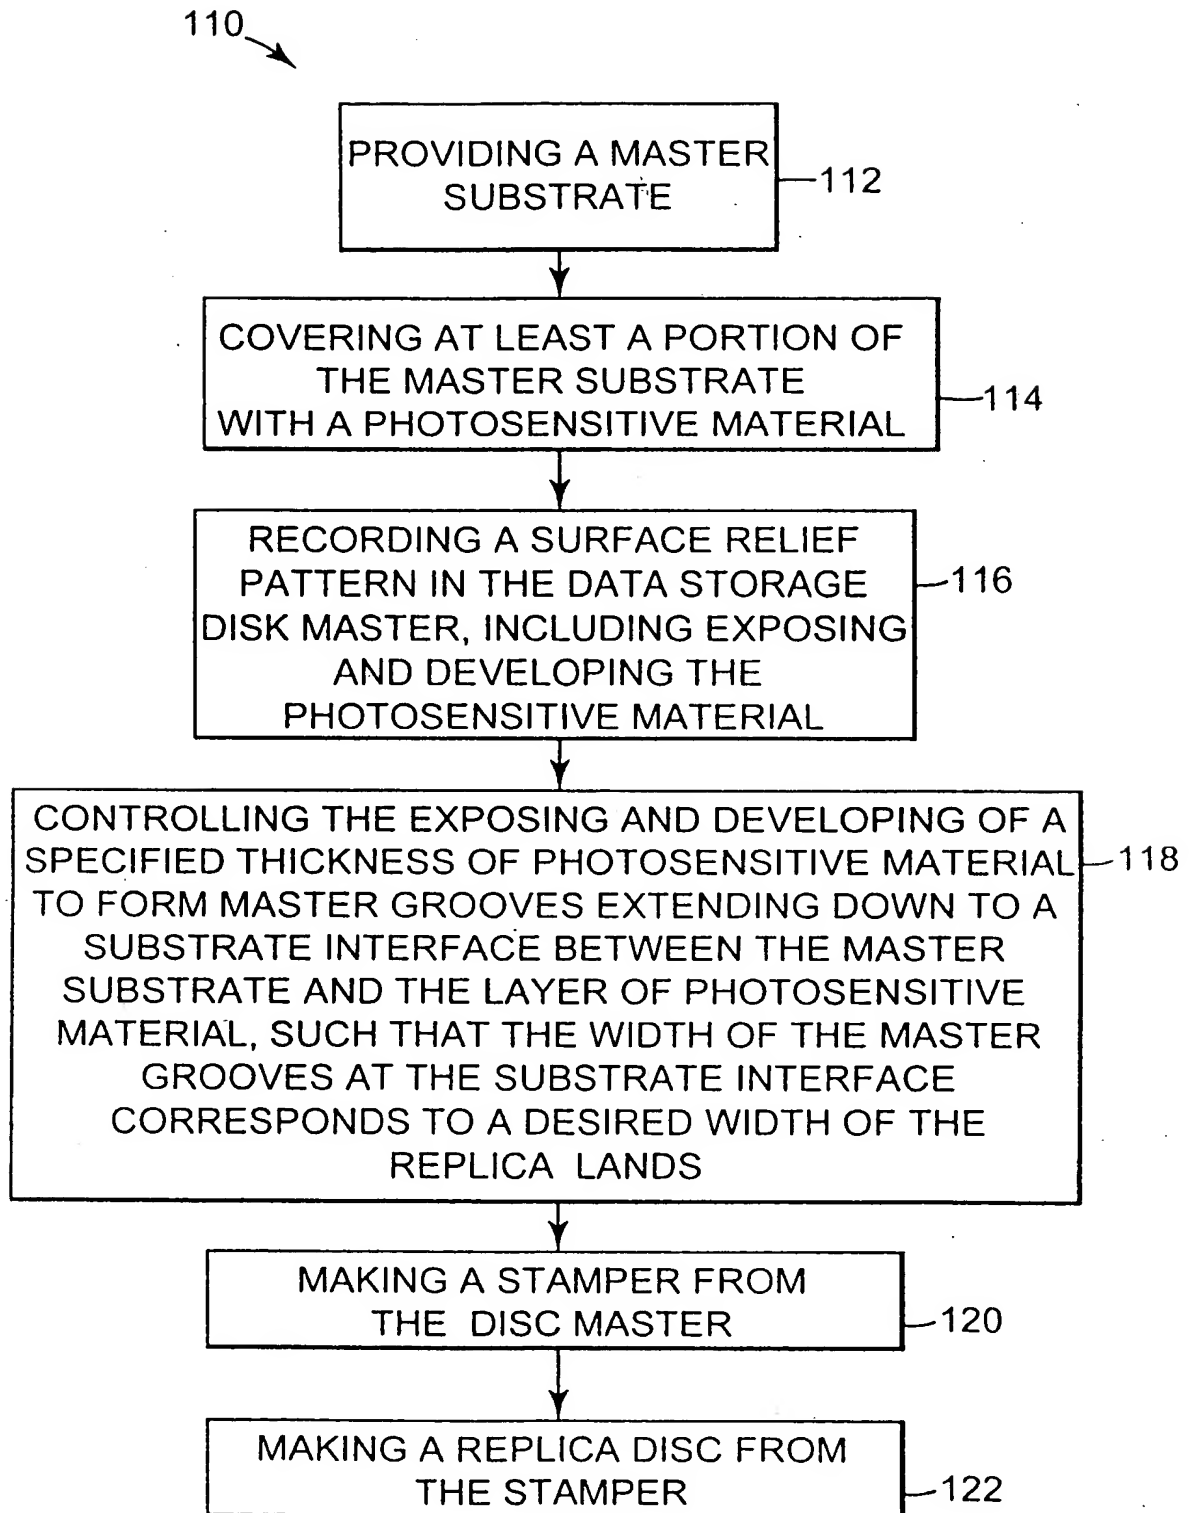 110
PROVIDING A MASTER
SUBSTRATE
112
COVERING AT LEAST A PORTION OF
THE MASTER SUBSTRATE
WITH A PHOTOSENSITIVE MATERIAL
114
RECORDING A SURFACE RELIEF
PATTERN IN THE DATA STORAGE
DISK MASTER, INCLUDING EXPOSING
AND DEVELOPING THE
PHOTOSENSITIVE MATERIAL
116
CONTROLLING THE EXPOSING AND DEVELOPING OF A
SPECIFIED THICKNESS OF PHOTOSENSITIVE MATERIAL
TO FORM MASTER GROOVES EXTENDING DOWN TO A
SUBSTRATE INTERFACE BETWEEN THE MASTER
SUBSTRATE AND THE LAYER OF PHOTOSENSITIVE
MATERIAL, SUCH THAT THE WIDTH OF THE MASTER
GROOVES AT THE SUBSTRATE INTERFACE
CORRESPONDS TO A DESIRED WIDTH OF THE
REPLICA LANDS
118
MAKING A STAMPER FROM
THE DISC MASTER
120
MAKING A REPLICA DISC FROM
THE STAMPER
122